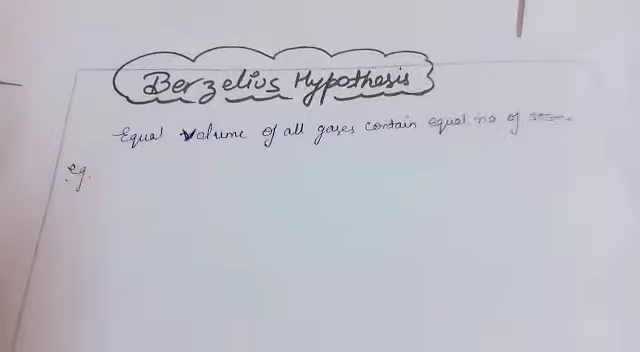 Berzelius Hypothesis
Equal volume of all gases contain equal no of
eg.